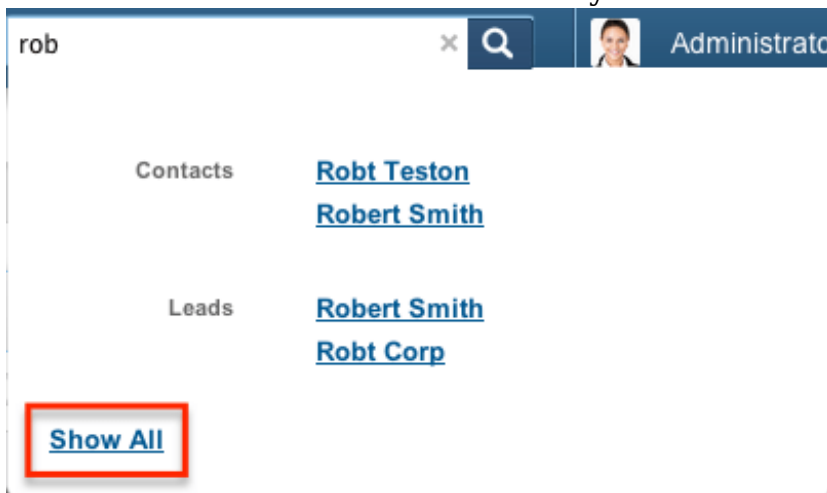 rob
Administrato
Contacts Robt Teston
Robert Smith
Leads Robert Smith
Robt Corp
Show All